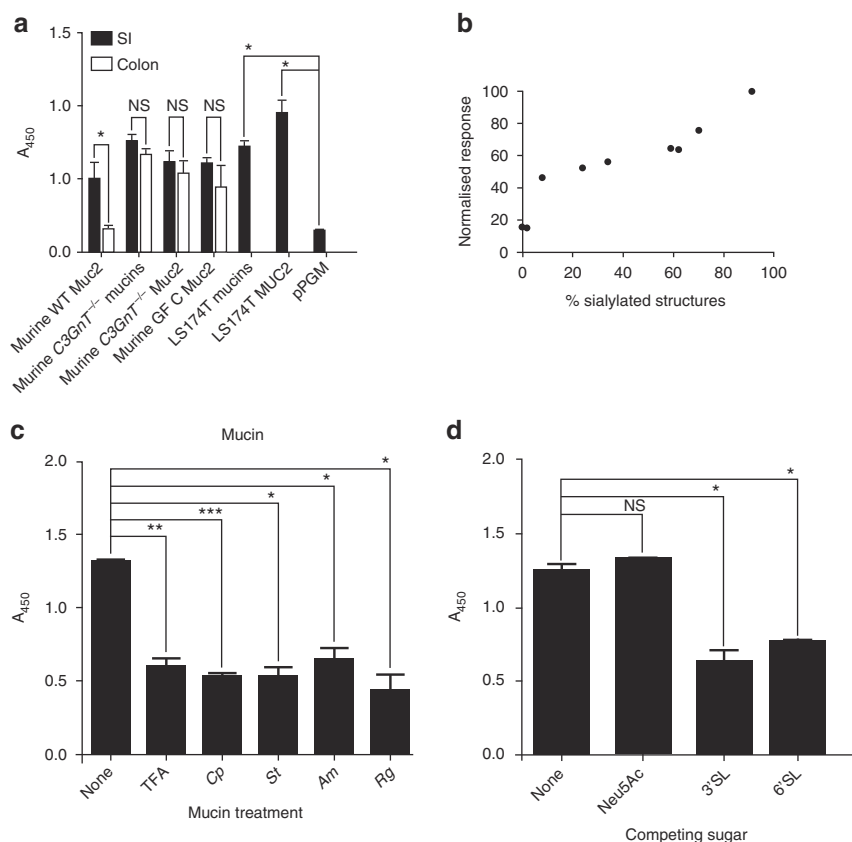 a
1.5
1.0
1.0
0.0
A450
SI
Colon
*
NS
NS
NS
*
*
Murine WT Muc2
Murine C3GnT–/– mucins
Murine C3GnT–/– Muc2
Murine GF C Muc2
LS174T mucins
LS174T MUC2
pPGM
b
Normalised response
100
80
60
40
20
0
0
20
40
60
80
100
% sialylated structures
c
Mucin
2.0
1.5
1.0
0.5
0.0
A450
*
*
*
***
**
None
TFA
Cp
St
Am
Rg
Mucin treatment
d
2.0
1.5
1.0
0.5
0.0
A450
*
*
NS
None
Neu5Ac
3'SL
6'SL
Competing sugar